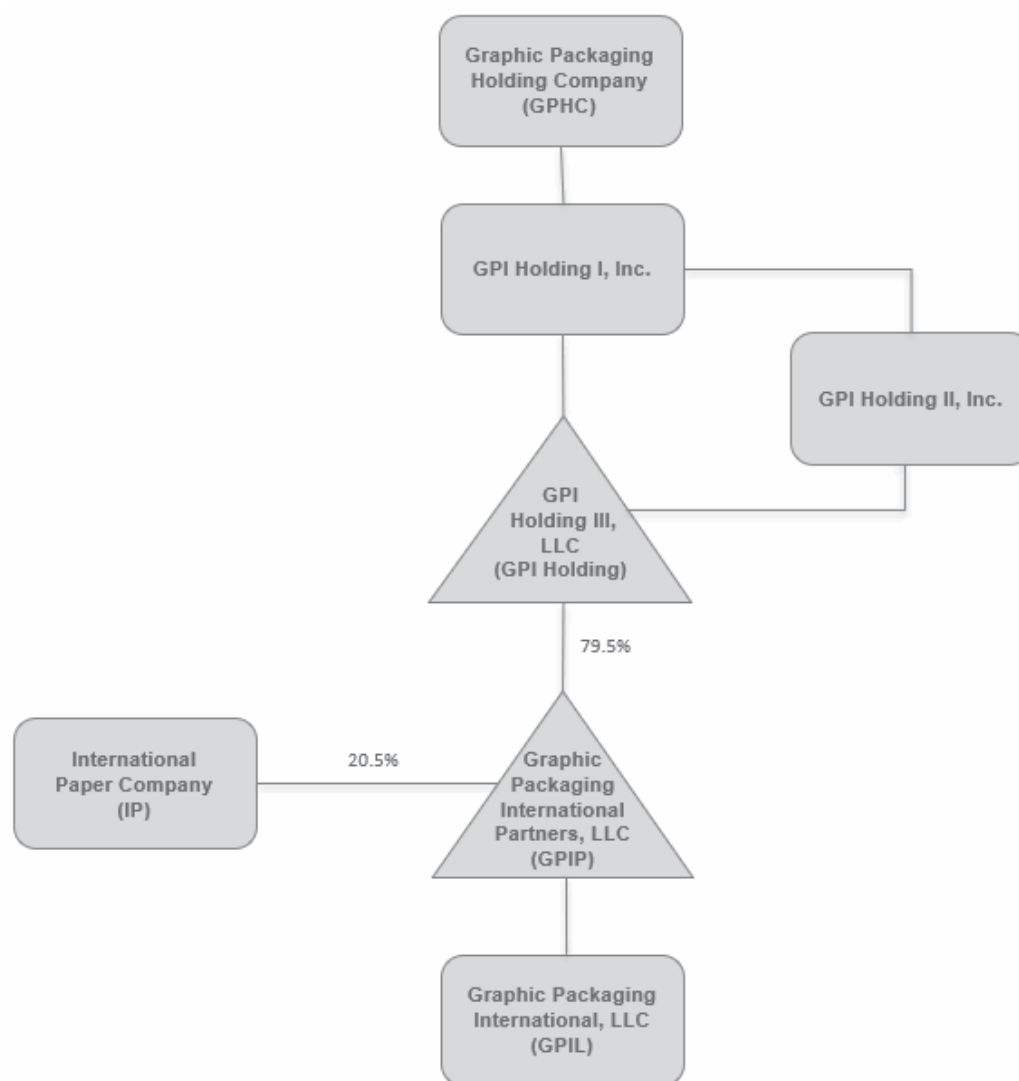 Graphic Packaging
Holding Company
(GPHC)
GPI Holding I, Inc.
GPI Holding II, Inc.
GPI
Holding III,
LLC
(GPI Holding)
79.5%
International
Paper Company
(IP)
20.5%
Graphic
Packaging
International
Partners, LLC
(GPIP)
Graphic Packaging
International, LLC
(GPIL)